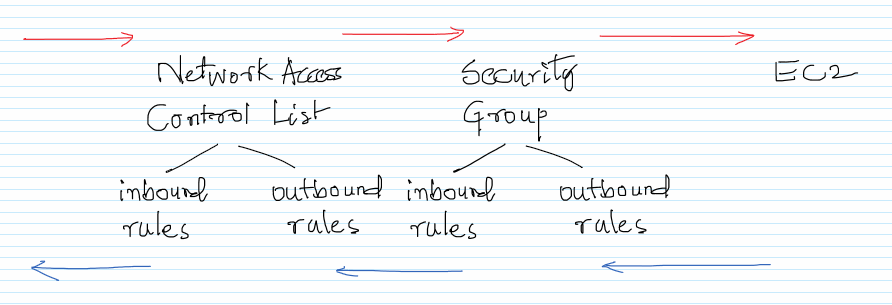 Network Access Security EC2
Control List Group
inbound outbound inbound outbound
rules rules rules rules